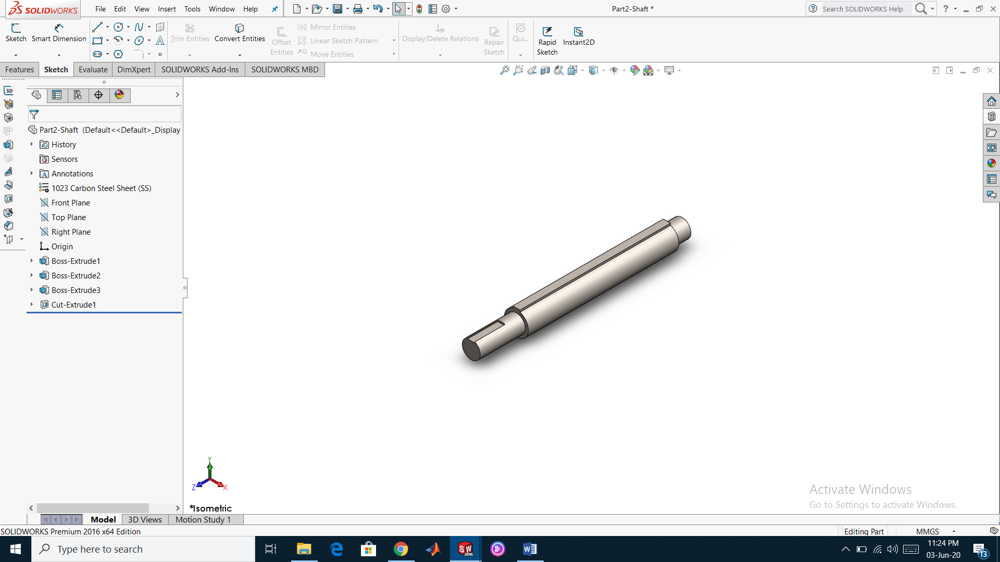 SOLIDWORKS File Edit View Insert Tools Window Help Part2-Shaft * Search SOLIDWORKS Help ?
Sketch Smart Dimension Trim Entities Convert Entities Offset Entities Mirror Entities Linear Sketch Pattern Move Entities Display/Delete Relations Repair Sketch Qui... Rapid Sketch Instant2D
Features Sketch Evaluate DimXpert SOLIDWORKS Add-Ins SOLIDWORKS MBD
3D
Part2-Shaft (Default<<Default>_Display
History
Sensors
A Annotations
1023 Carbon Steel Sheet (SS)
Front Plane
Top Plane
Right Plane
Origin
Boss-Extrude1
Boss-Extrude2
Boss-Extrude3
Cut-Extrude1
Y
Z X
*Isometric
Activate Windows
Go to Settings to activate Windows.
Model 3D Views Motion Study 1
SOLIDWORKS Premium 2016 x64 Edition Editing Part MMGS
Type here to search SW 2016 W 11:24 PM
03-Jun-20 13